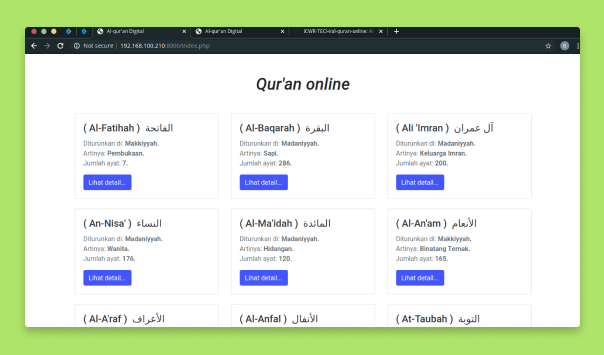 Al-qur'an Digital
Al-qur'an Digital
ICWR-TECH/al-quran-online: Al
Not secure | 192.168.100.210:8000/index.php
Qur'an online
( Al-Fatihah ) الفاتحة
Diturunkan di: Makkiyyah.
Artinya: Pembukaan.
Jumlah ayat: 7.
Lihat detail...
( Al-Baqarah ) البقرة
Diturunkan di: Madaniyyah.
Artinya: Sapi.
Jumlah ayat: 286.
Lihat detail...
( Ali 'Imran ) آل عمران
Diturunkan di: Madaniyyah.
Artinya: Keluarga Imran.
Jumlah ayat: 200.
Lihat detail...
( An-Nisa' ) النساء
Diturunkan di: Madaniyyah.
Artinya: Wanita.
Jumlah ayat: 176.
Lihat detail...
( Al-Ma'idah ) المائدة
Diturunkan di: Madaniyyah.
Artinya: Hidangan.
Jumlah ayat: 120.
Lihat detail...
( Al-An'am ) الأنعام
Diturunkan di: Makkiyyah.
Artinya: Binatang Ternak.
Jumlah ayat: 165.
Lihat detail...
( Al-A'raf ) الأعراف
( Al-Anfal ) الأنفال
( At-Taubah ) التوبة